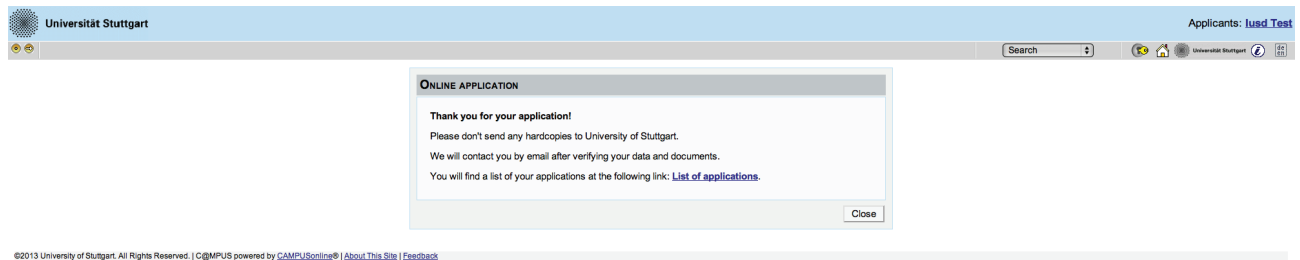 Universität Stuttgart
Applicants: Iusd Test
Search
Universität Stuttgart
de
en
ONLINE APPLICATION
Thank you for your application!
Please don't send any hardcopies to University of Stuttgart.
We will contact you by email after verifying your data and documents.
You will find a list of your applications at the following link: List of applications.
Close
©2013 University of Stuttgart. All Rights Reserved. | C@MPUS powered by CAMPUSonline® | About This Site | Feedback